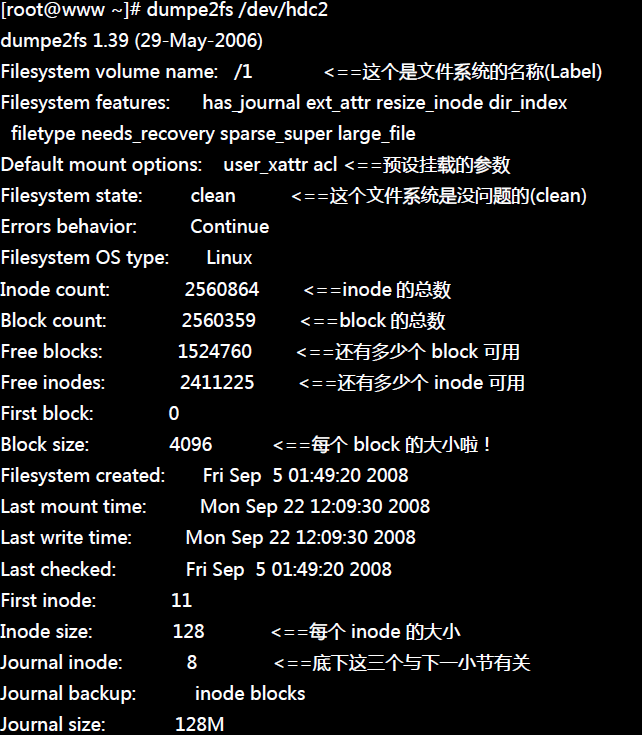 [root@www ~]# dumpe2fs /dev/hdc2
dumpe2fs 1.39 (29-May-2006)
Filesystem volume name: /1 <==这个是文件系统的名称(Label)
Filesystem features: has_journal ext_attr resize_inode dir_index
filetype needs_recovery sparse_super large_file
Default mount options: user_xattr acl <==预设挂载的参数
Filesystem state: clean <==这个文件系统是没问题的(clean)
Errors behavior: Continue
Filesystem OS type: Linux
Inode count: 2560864 <==inode 的总数
Block count: 2560359 <==block 的总数
Free blocks: 1524760 <==还有多少个 block 可用
Free inodes: 2411225 <==还有多少个 inode 可用
First block: 0
Block size: 4096 <==每个 block 的大小啦！
Filesystem created: Fri Sep 5 01:49:20 2008
Last mount time: Mon Sep 22 12:09:30 2008
Last write time: Mon Sep 22 12:09:30 2008
Last checked: Fri Sep 5 01:49:20 2008
First inode: 11
Inode size: 128 <==每个 inode 的大小
Journal inode: 8 <==底下这三个与下一小节有关
Journal backup: inode blocks
Journal size: 128M